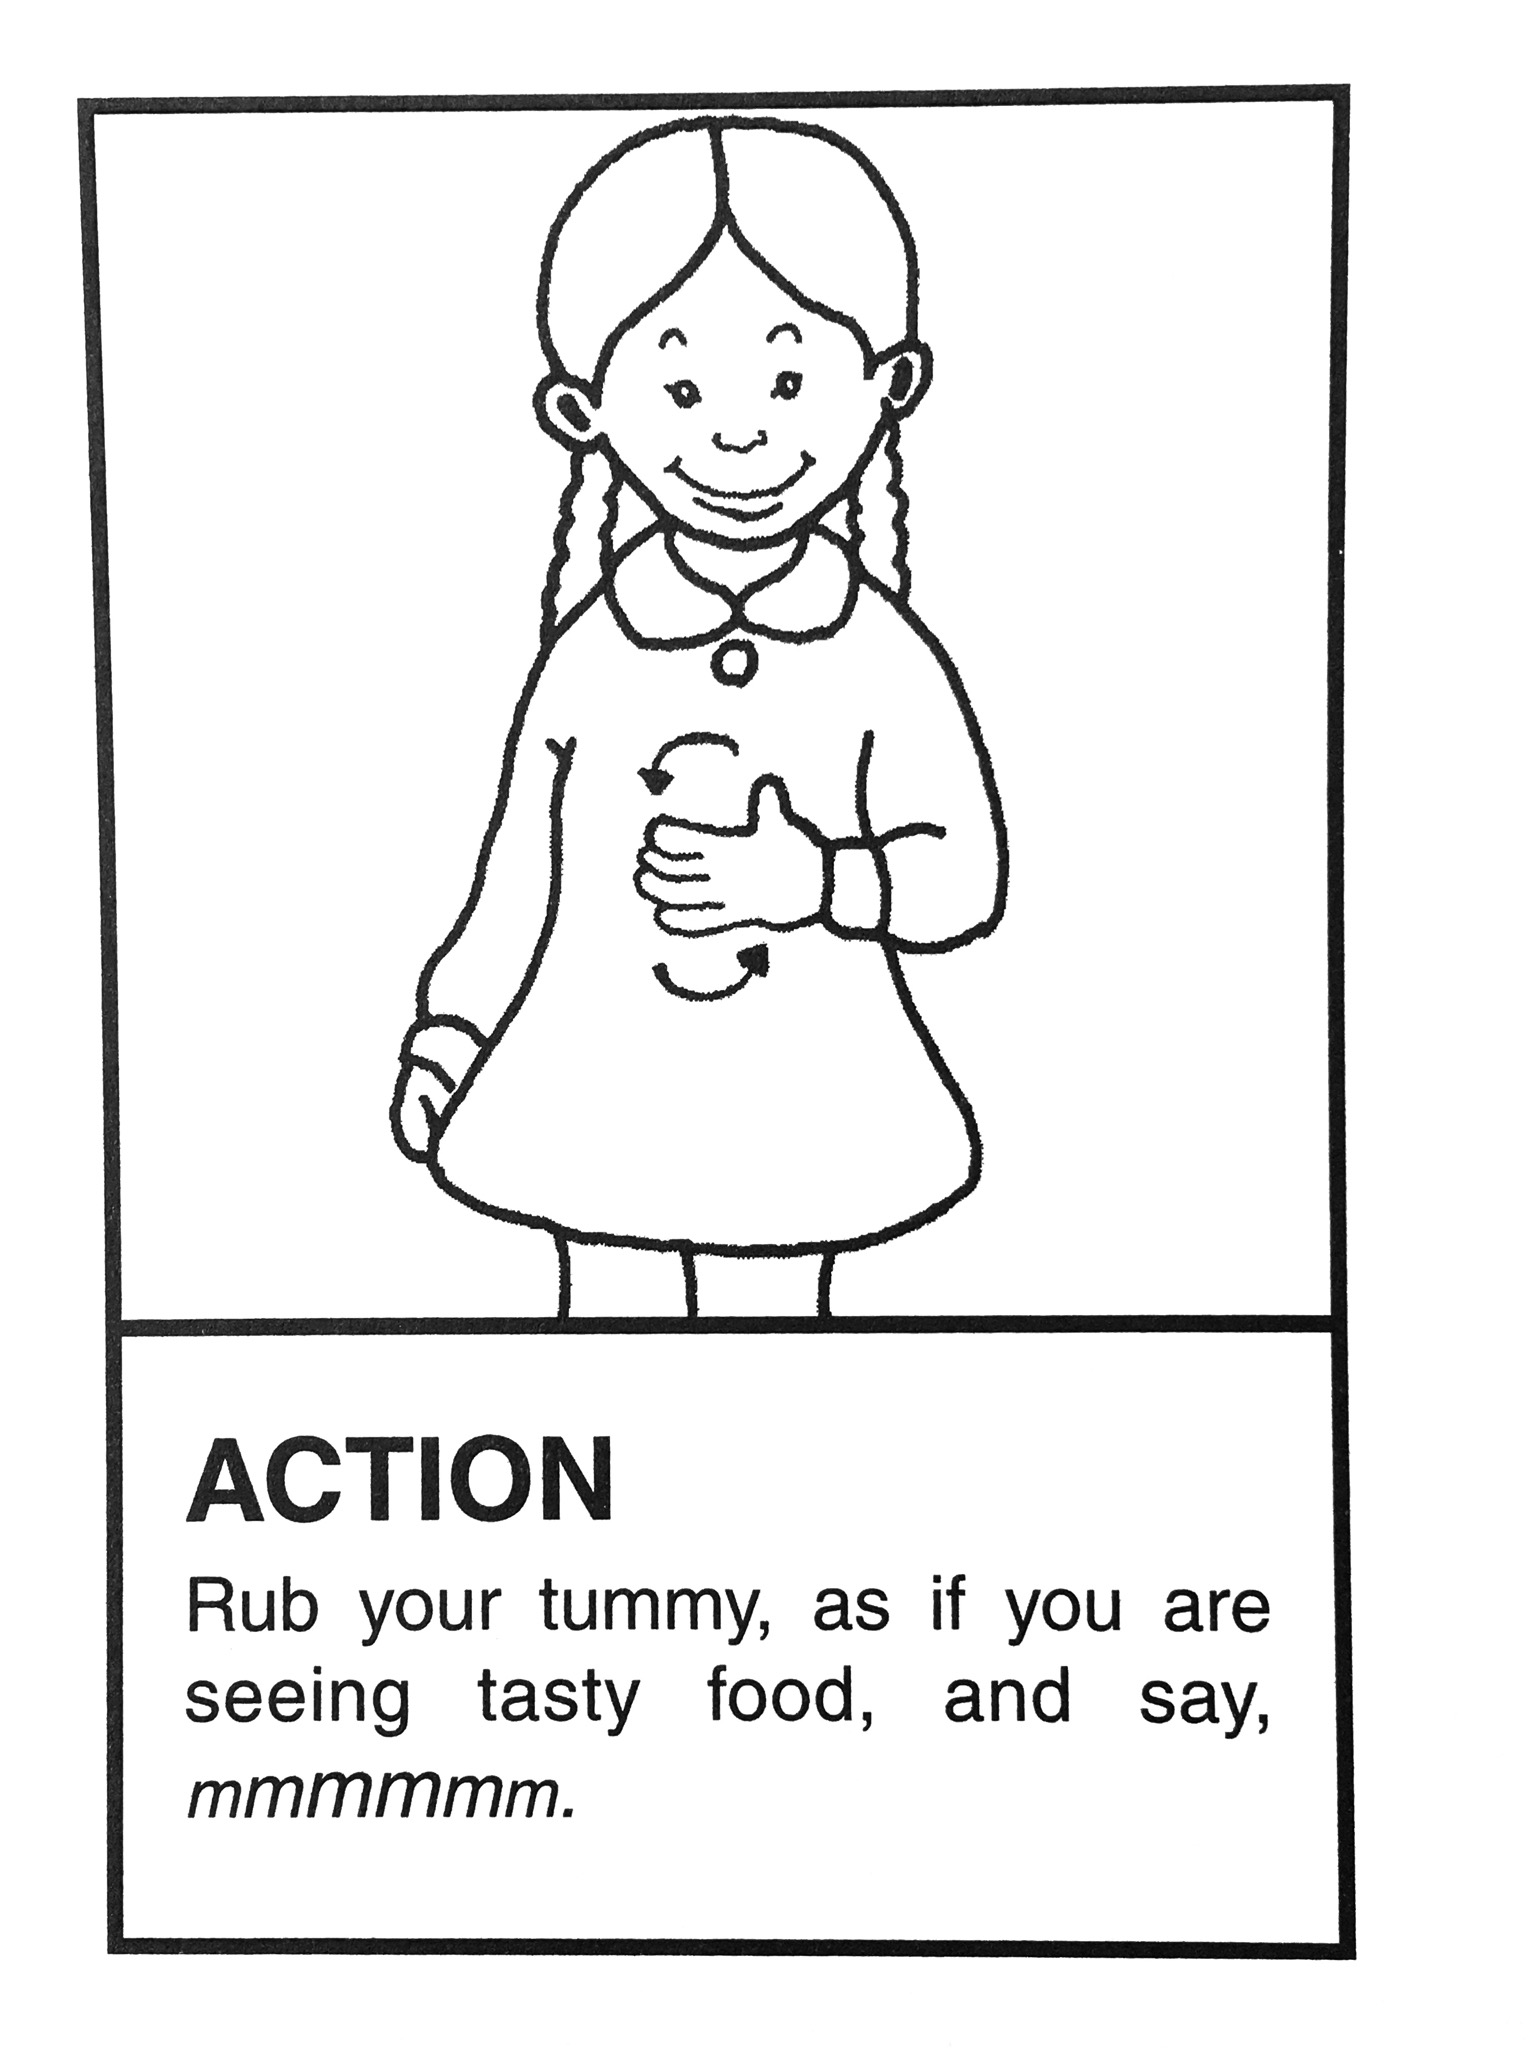 ACTION
Rub your tummy, as if you are
seeing tasty food, and say,
mmmmmm.